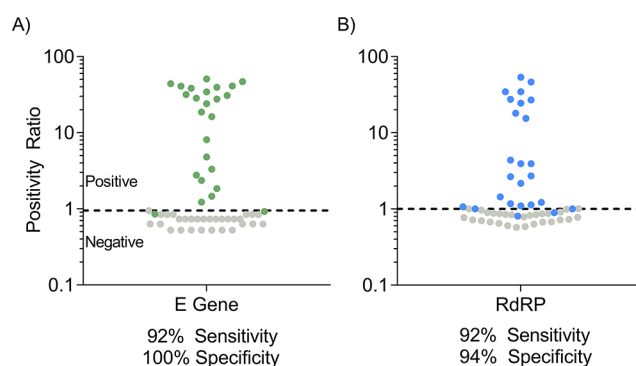 A)
B)
Positivity Ratio
100
10
1
0.1
Positive
Negative
E Gene
92% Sensitivity
100% Specificity
100
10
1
0.1
RdRP
92% Sensitivity
94% Specificity